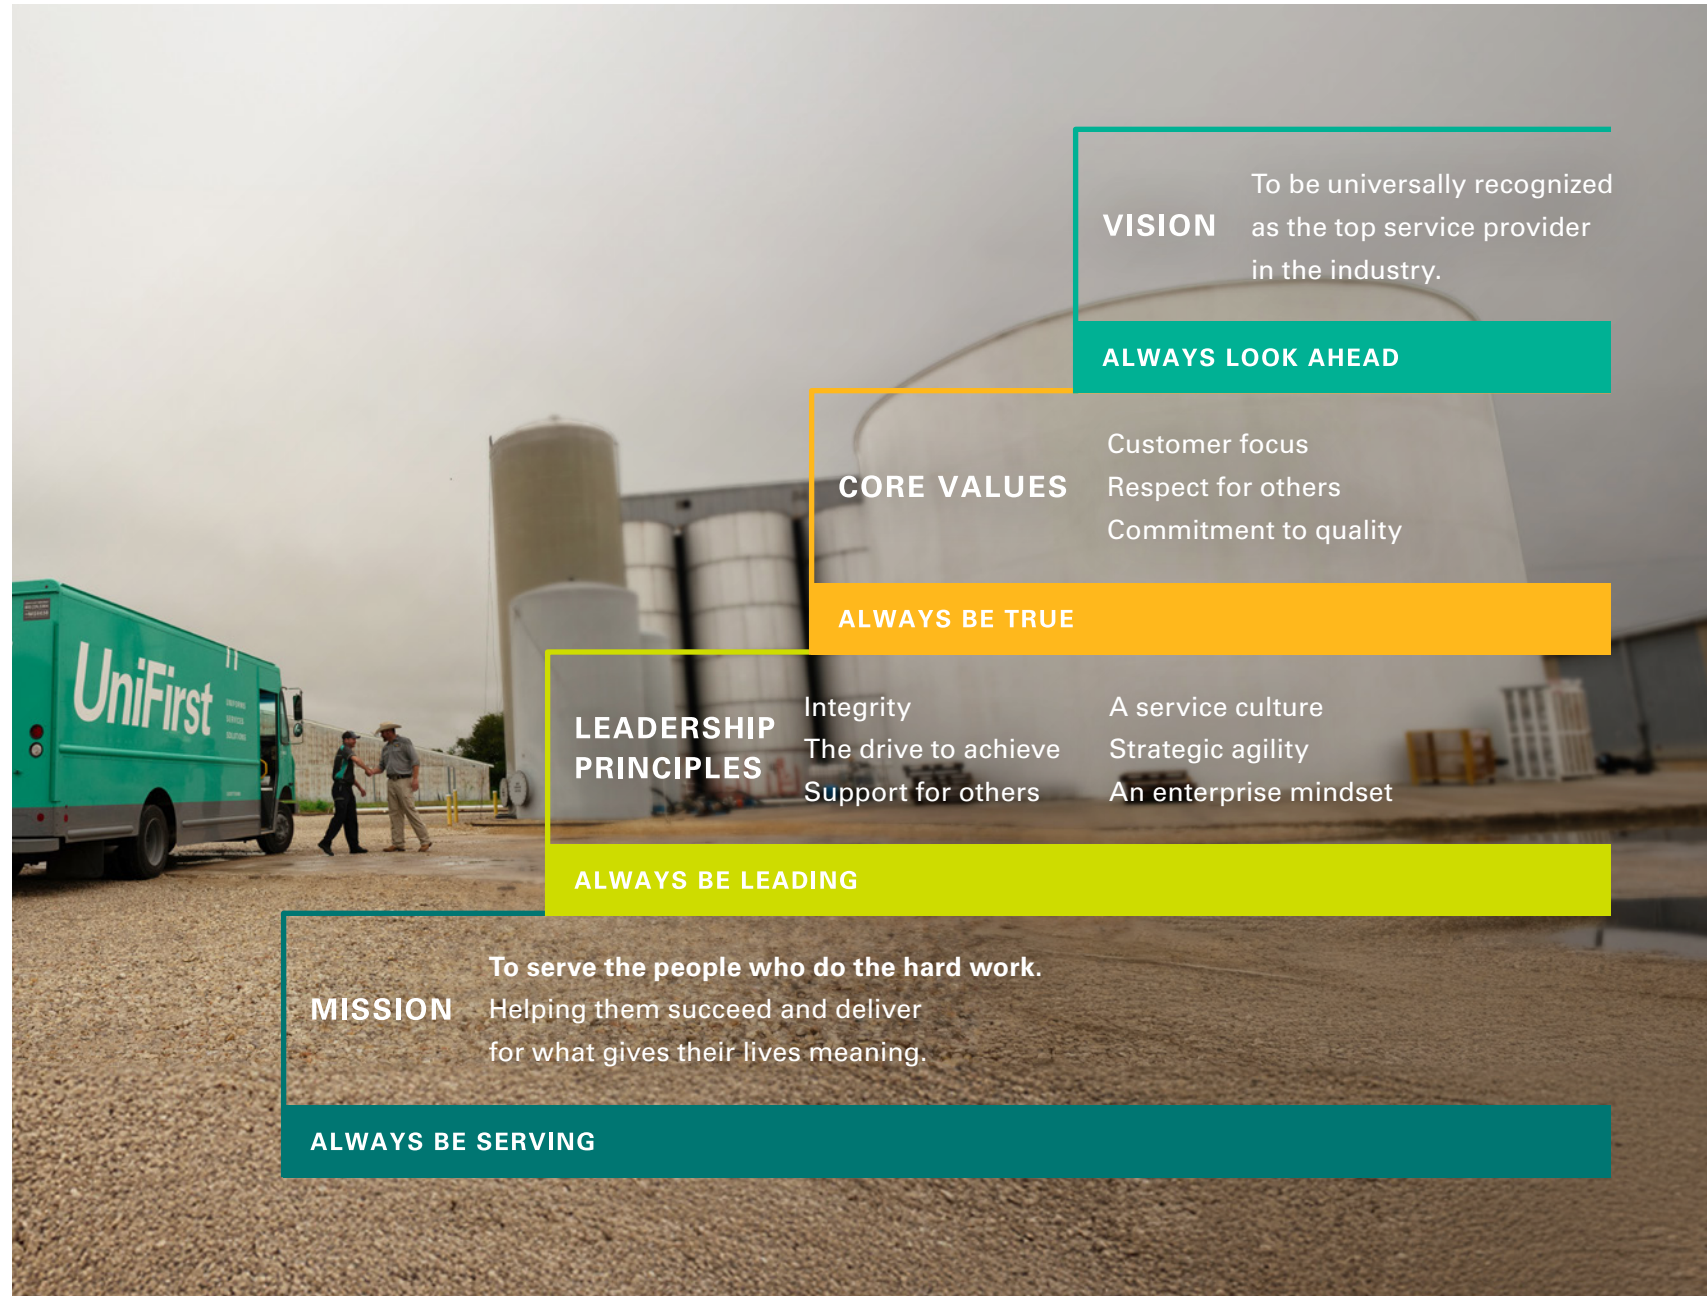 VISION
To be universally recognized
as the top service provider
in the industry.
ALWAYS LOOK AHEAD
CORE VALUES
Customer focus
Respect for others
Commitment to quality
ALWAYS BE TRUE
UniFirst
UNIFORMS
SERVICES
SOLUTIONS
LEADERSHIP
PRINCIPLES
Integrity
The drive to achieve
Support for others
A service culture
Strategic agility
An enterprise mindset
ALWAYS BE LEADING
MISSION
To serve the people who do the hard work.
Helping them succeed and deliver
for what gives their lives meaning.
ALWAYS BE SERVING